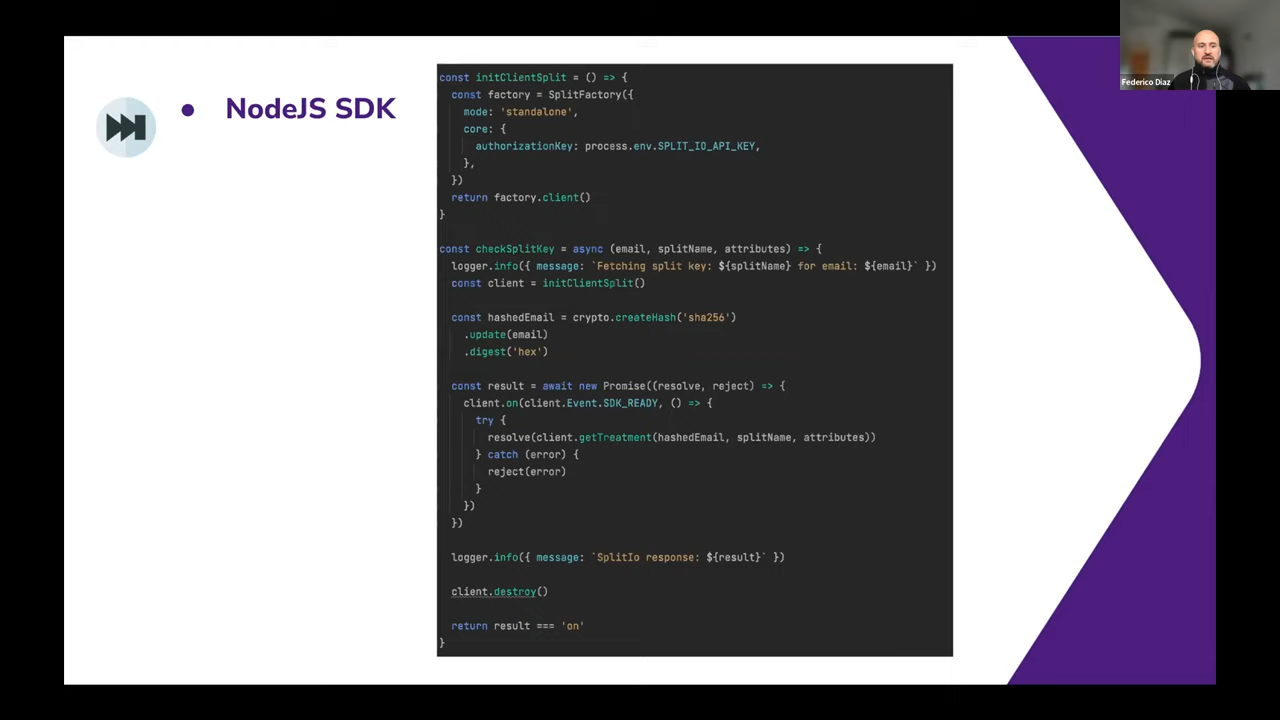 • NodeJS SDK
const initClientSplit = () => {
  const factory = SplitFactory({
    mode: 'standalone',
    core: {
      authorizationKey: process.env.SPLIT_IO_API_KEY,
    },
  })
  return factory.client()
}
const checkSplitKey = async (email, splitName, attributes) => {
  logger.info({ message: `Fetching split key: ${splitName} for email: ${email}` })
  const client = initClientSplit()
  const hashedEmail = crypto.createHash('sha256')
    .update(email)
    .digest('hex')
  const result = await new Promise((resolve, reject) => {
    client.on(client.Event.SDK_READY, () => {
      try {
        resolve(client.getTreatment(hashedEmail, splitName, attributes))
      } catch (error) {
        reject(error)
      }
    })
  })
  logger.info({ message: `SplitIo response: ${result}` })
  client.destroy()
  return result === 'on'
}
Federico Diaz